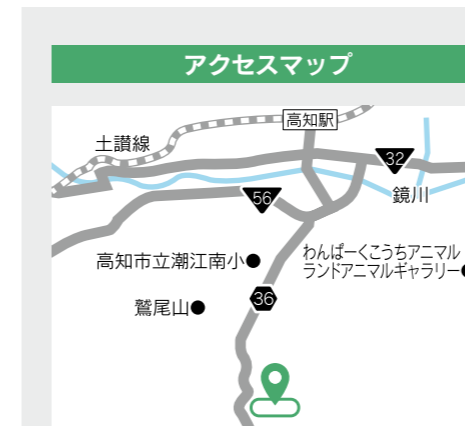 アクセスマップ
高知駅
土讃線
32
鏡川
56
高知市立潮江南小●
わんぱーくこうちアニマル
ランドアニマルギャラリー●
鷲尾山●
36